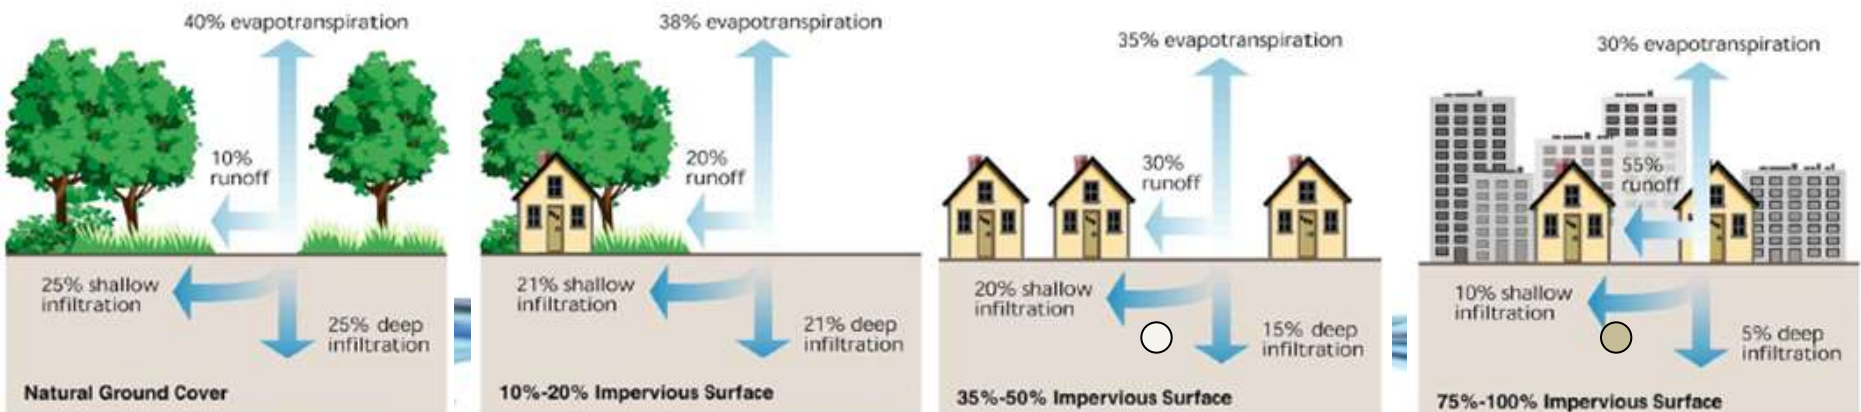 40% evapotranspiration
10%
runoff
25% shallow
infiltration
25% deep
infiltration
Natural Ground Cover
38% evapotranspiration
20%
runoff
21% shallow
infiltration
21% deep
infiltration
10%-20% Impervious Surface
35% evapotranspiration
30%
runoff
20% shallow
infiltration
15% deep
infiltration
35%-50% Impervious Surface
30% evapotranspiration
55%
runoff
10% shallow
infiltration
5% deep
infiltration
75%-100% Impervious Surface